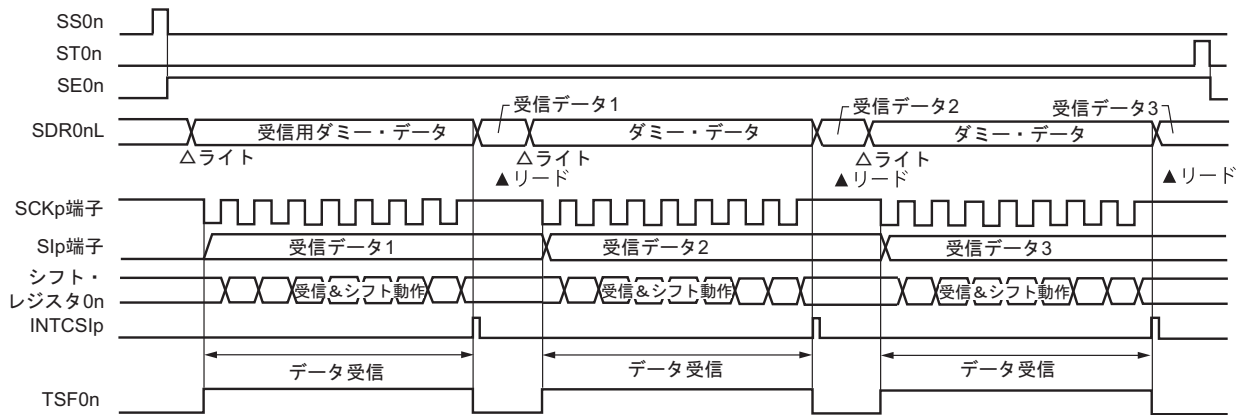 SS0n
ST0n
SE0n
受信データ1
受信データ2
受信データ3
SDR0nL
受信用ダミー・データ
ダミー・データ
ダミー・データ
△ライト
△ライト
△ライト
▲リード
▲リード
▲リード
SCKp端子
SIp端子
受信データ1
受信データ2
受信データ3
シフト・
レジスタ0n
受信&シフト動作
受信&シフト動作
受信&シフト動作
INTCSIp
データ受信
データ受信
データ受信
TSF0n